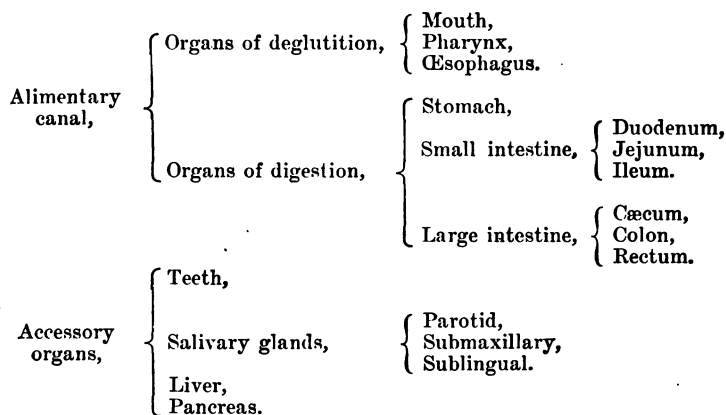 Mouth,
Organs of deglutition, Pharynx,
Œsophagus.
Alimentary
canal,
Stomach,
Duodenum,
Small intestine, Jejunum,
Organs of digestion, Ileum.
Cæcum,
Large intestine, Colon,
Rectum.
Teeth,
Accessory
organs,
Parotid,
Salivary glands, Submaxillary,
Sublingual.
Liver,
Pancreas.